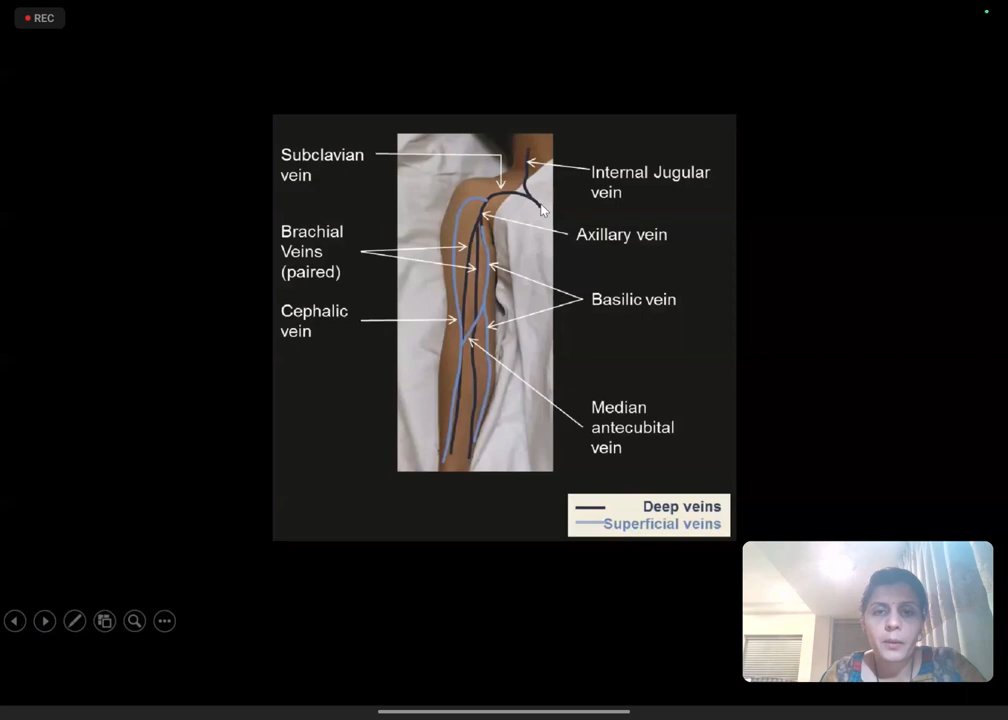 REC
Subclavian
vein
Internal Jugular
vein
Brachial
Veins
(paired)
Axillary vein
Cephalic
vein
Basilic vein
Median
antecubital
vein
Deep veins
Superficial veins